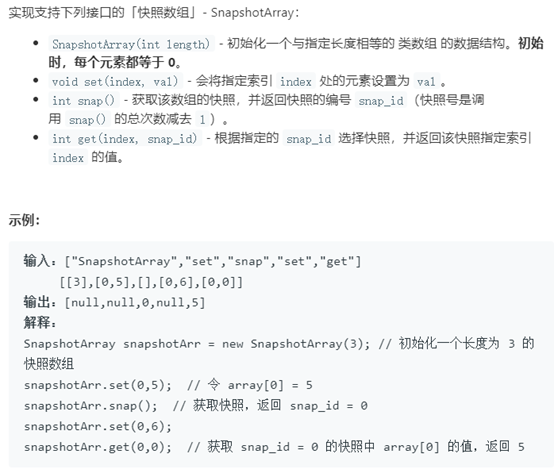 实现支持下列接口的「快照数组」- SnapshotArray：
• SnapshotArray(int length) - 初始化一个与指定长度相等的 类数组 的数据结构。初始
时，每个元素都等于 0。
• void set(index, val) - 会将指定索引 index 处的元素设置为 val。
• int snap() - 获取该数组的快照，并返回快照的编号 snap_id（快照号是调
用 snap() 的总次数减去 1）。
• int get(index, snap_id) - 根据指定的 snap_id 选择快照，并返回该快照指定索引
index 的值。
示例：
输入：["SnapshotArray","set","snap","set","get"]
[[3],[0,5],[],[0,6],[0,0]]
输出：[null,null,0,null,5]
解释：
SnapshotArray snapshotArr = new SnapshotArray(3); // 初始化一个长度为 3 的
快照数组
snapshotArr.set(0,5);  // 令 array[0] = 5
snapshotArr.snap();  // 获取快照，返回 snap_id = 0
snapshotArr.set(0,6);
snapshotArr.get(0,0);  // 获取 snap_id = 0 的快照中 array[0] 的值，返回 5